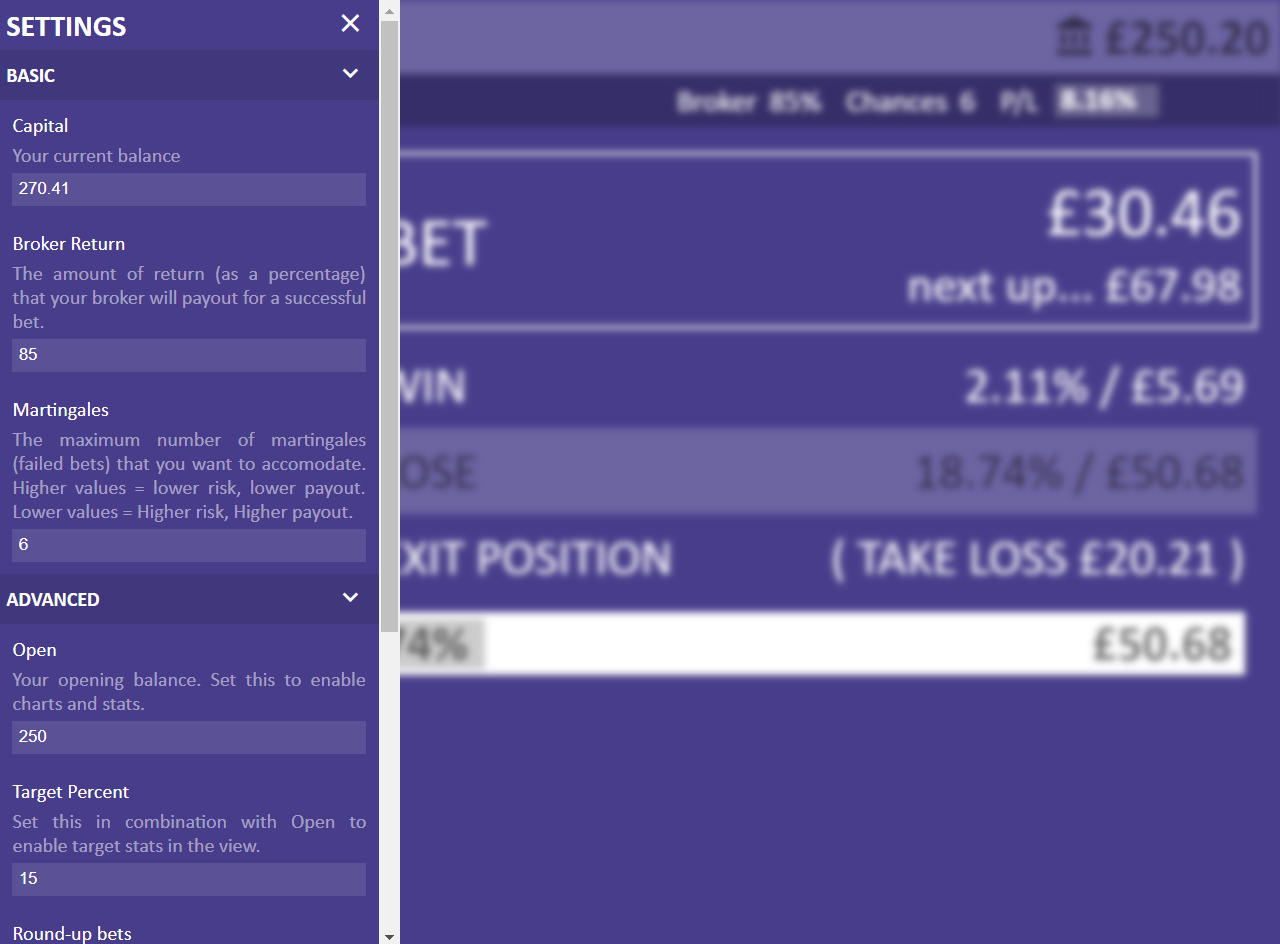 SETTINGS
BASIC
Capital
Your current balance
270.41
Broker Return
The amount of return (as a percentage)
that your broker will payout for a successful
bet.
85
Martingales
The maximum number of martingales
(failed bets) that you want to accomodate.
Higher values = lower risk, lower payout.
Lower values = Higher risk, Higher payout.
6
ADVANCED
Open
Your opening balance. Set this to enable
charts and stats.
250
Target Percent
Set this in combination with Open to
enable target stats in the view.
15
Round-up bets
£250.20
Broker 85% Chances 6 P/L 8.16%
BET
£30.46
next up... £67.98
WIN 2.11% / £5.69
OSE 18.74% / £50.68
XIT POSITION ( TAKE LOSS £20.21 )
74% £50.68